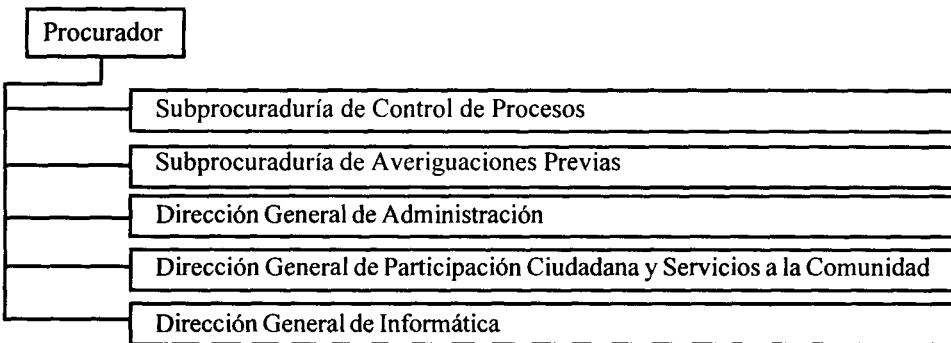 Procurador
Subprocuraduría de Control de Procesos
Subprocuraduría de Averiguaciones Previas
Dirección General de Administración
Dirección General de Participación Ciudadana y Servicios a la Comunidad
Dirección General de Informática